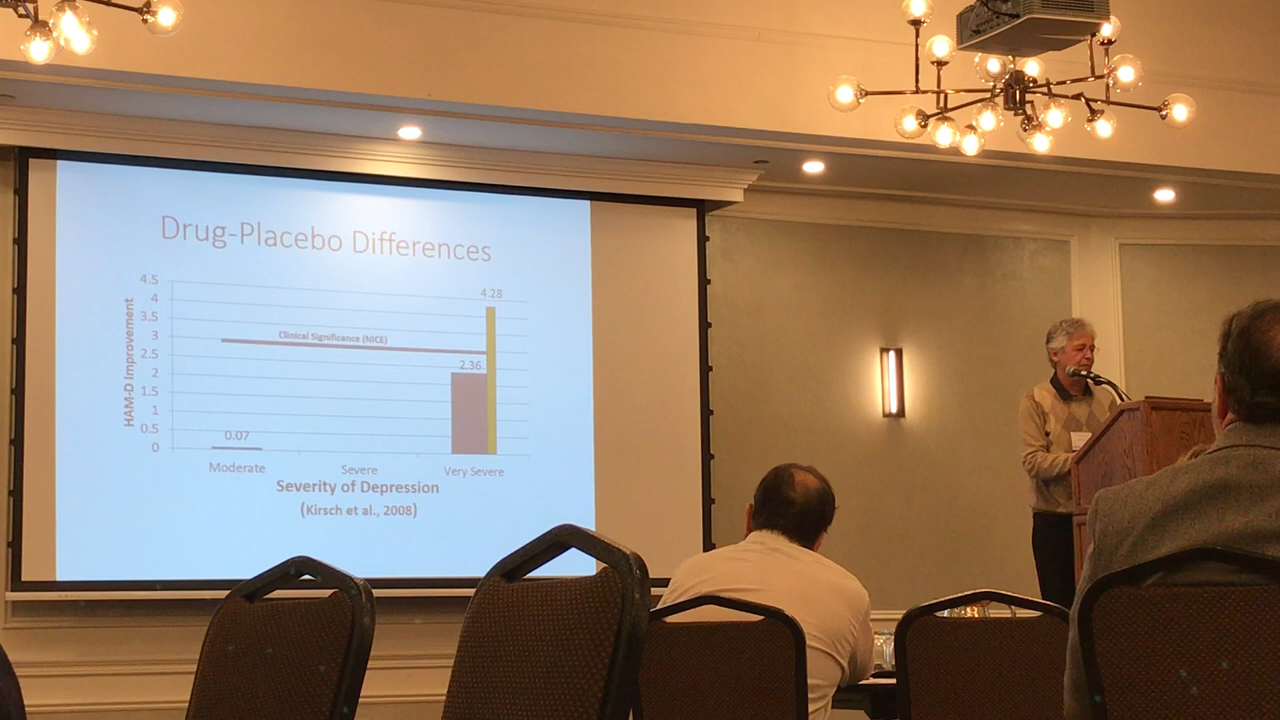 Drug-Placebo Differences
4.5
4
3.5
3
2.5
2
1.5
1
0.5
0
HAM-D Improvement
4.28
Clinical Significance (NICE)
2.36
0.07
Moderate
Severe
Very Severe
Severity of Depression
(Kirsch et al., 2008)